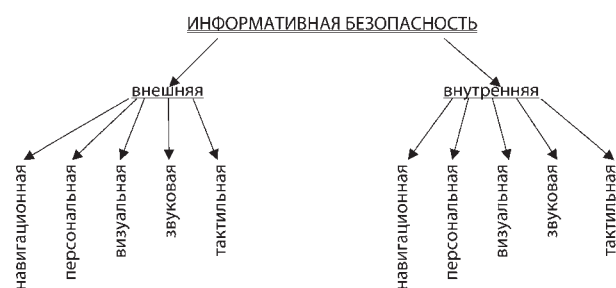 ИНФОРМАТИВНАЯ БЕЗОПАСНОСТЬ
внешняя
внутренняя
навигационная
персональная
визуальная
звуковая
тактильная
навигационная
персональная
визуальная
звуковая
тактильная